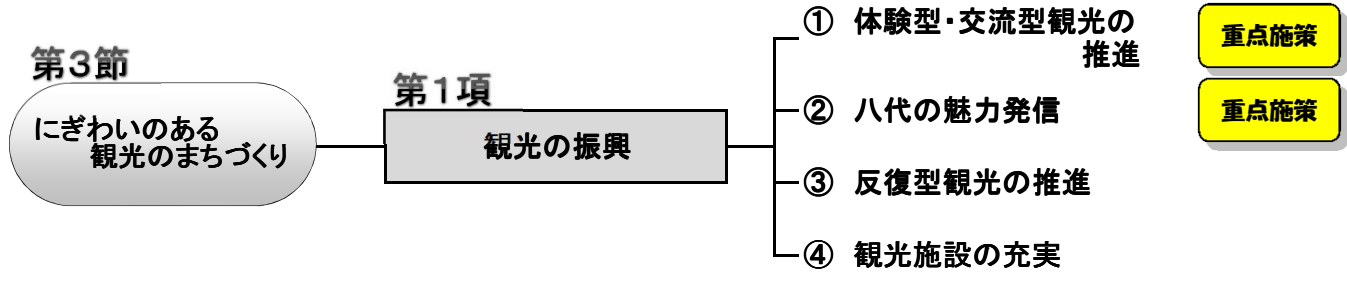 第3節
にぎわいのある
観光のまちづくり
第1項
観光の振興
① 体験型・交流型観光の
推進
重点施策
② 八代の魅力発信
重点施策
③ 反復型観光の推進
④ 観光施設の充実